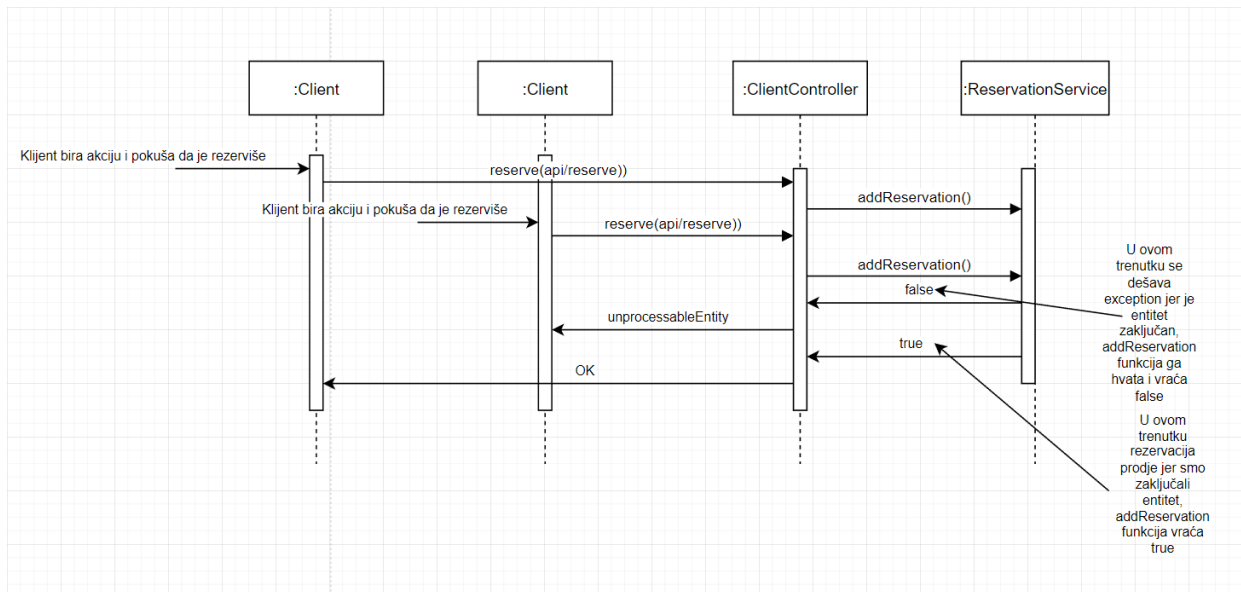 :Client
:Client
:ClientController
:ReservationService
Klijent bira akciju i pokuša da je rezerviše
reserve(api/reserve))
addReservation()
Klijent bira akciju i pokuša da je rezerviše
reserve(api/reserve))
addReservation()
false
unprocessableEntity
true
OK
U ovom
trenutku se
dešava
exception jer je
entitet
zaključan,
addReservation
funkcija ga
hvata i vraća
false
U ovom
trenutku
rezervacija
prodje jer smo
zaključali
entitet,
addReservation
funkcija vraća
true